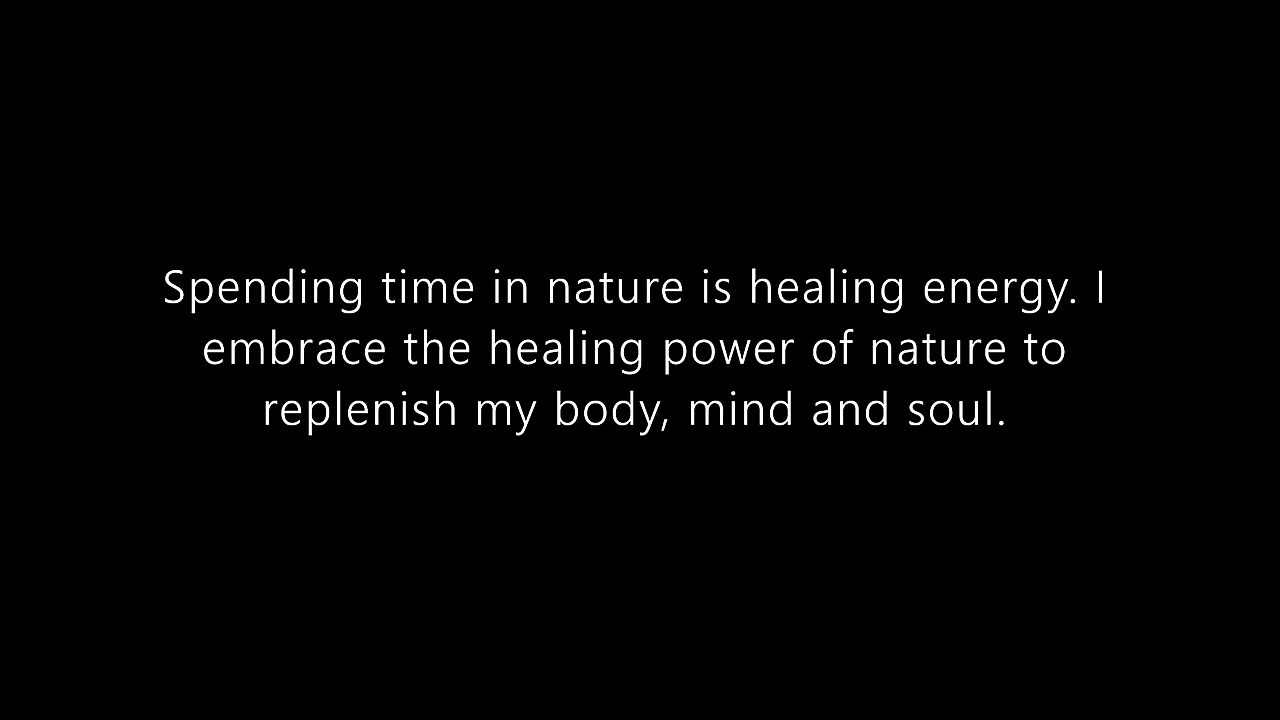 Spending time in nature is healing energy. I
embrace the healing power of nature to
replenish my body, mind and soul.